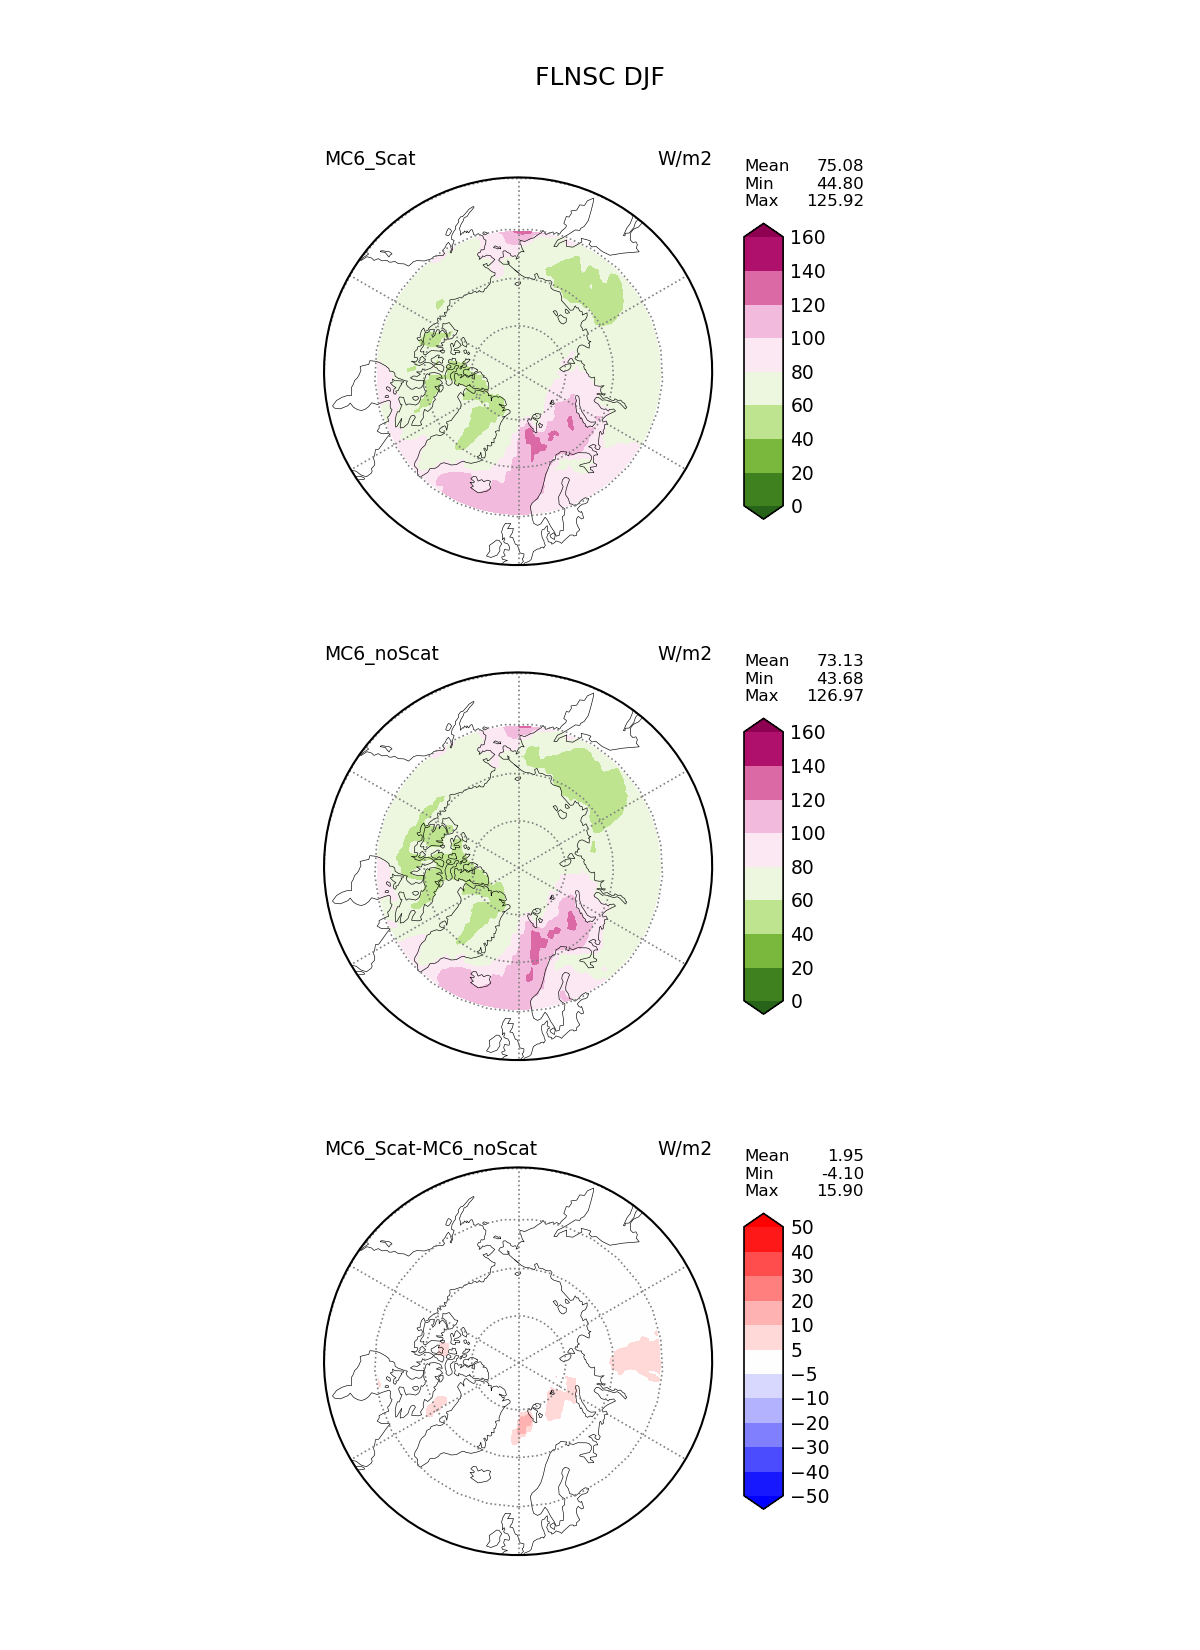 FLNSC DJF
MC6_Scat W/m2
Mean 75.08
Min 44.80
Max 125.92
160
140
120
100
80
60
40
20
0
MC6_noScat W/m2
Mean 73.13
Min 43.68
Max 126.97
160
140
120
100
80
60
40
20
0
MC6_Scat-MC6_noScat W/m2
Mean 1.95
Min -4.10
Max 15.90
50
40
30
20
10
5
−5
−10
−20
−30
−40
−50